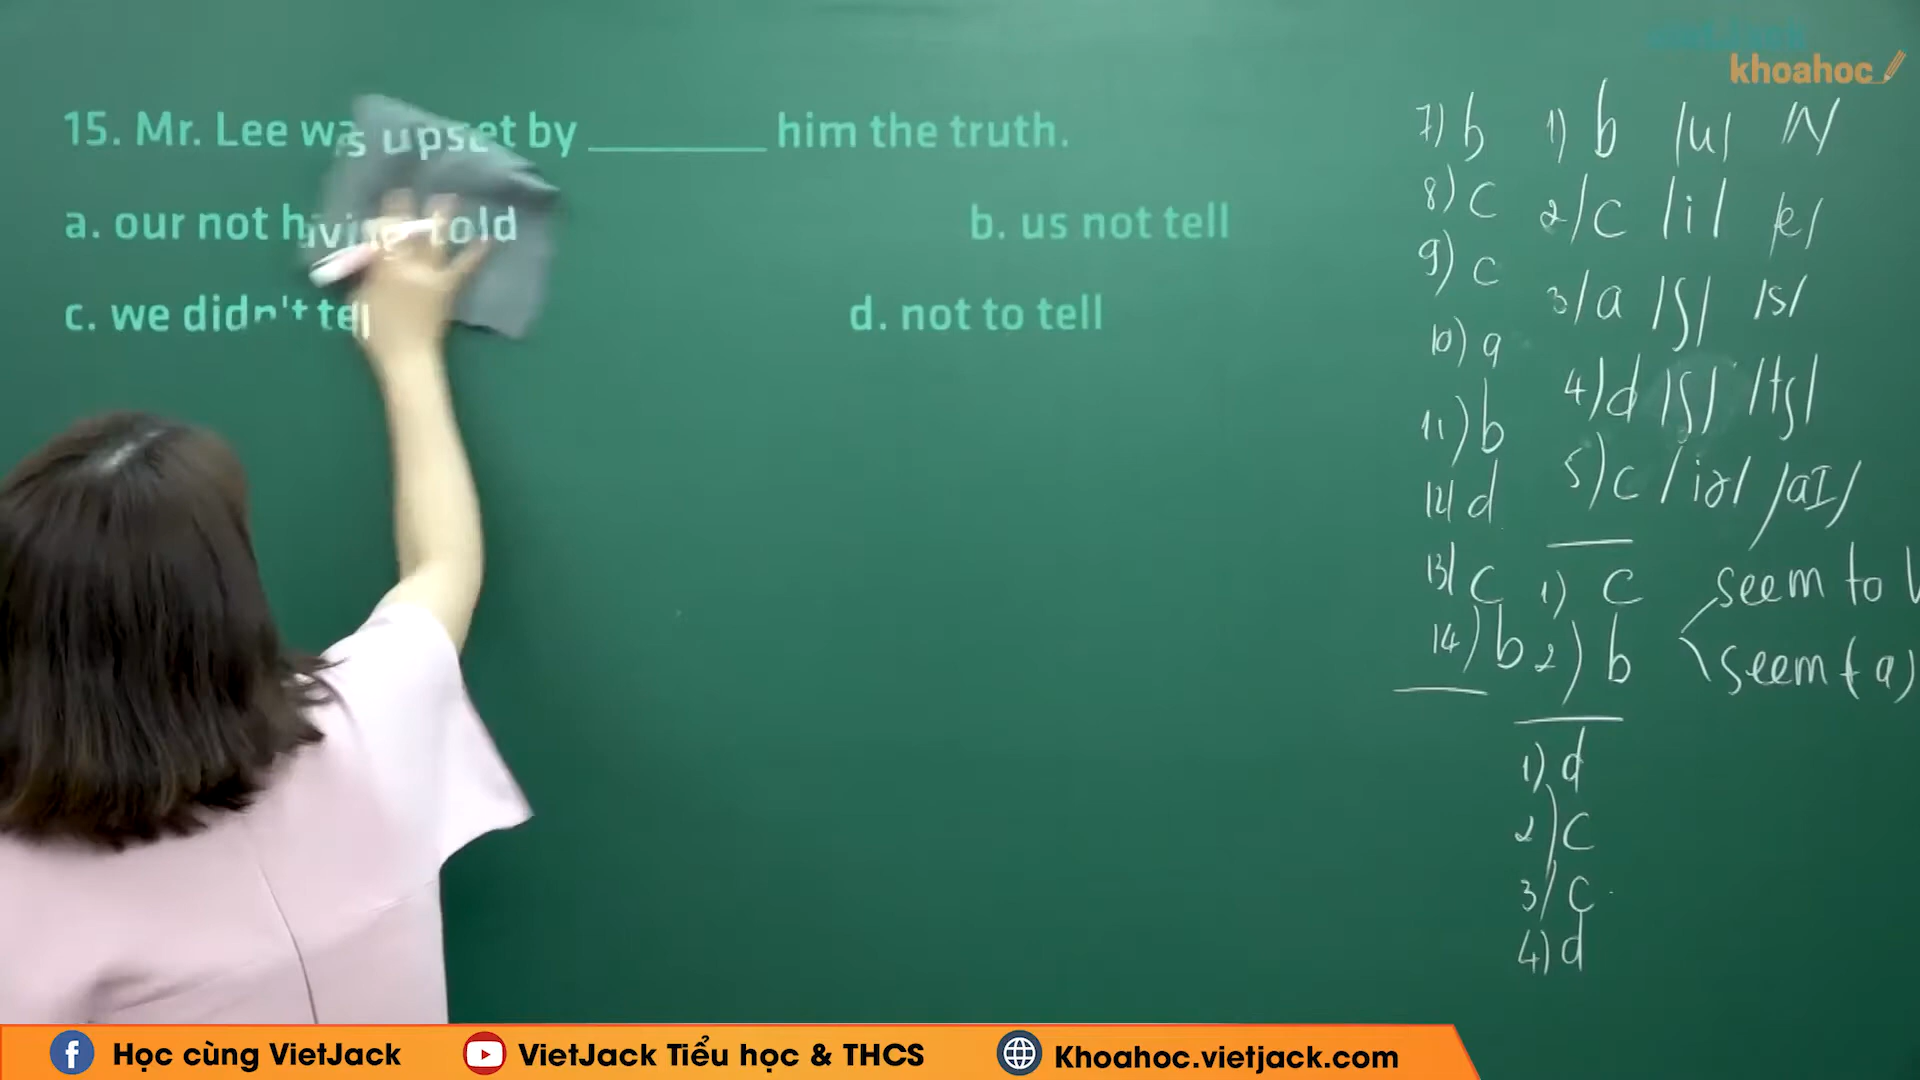 khoahoc
15. Mr. Lee was upset by ________ him the truth.
a. our not having told
b. us not tell
c. we didn't tell
d. not to tell
7) b
8) c
9) c
10) a
11) b
12) d
13) c
14) b
1) b /u/ /ʌ/
2) c /i/ /e/
3) a /ʃ/ /s/
4) d /ʃ/ /tʃ/
5) c /iə/ /aI/
1) c
2) b
seem to
seem (a)
1) d
2) c
3) c
4) d
Học cùng VietJack
VietJack Tiểu học & THCS
Khoahoc.vietjack.com